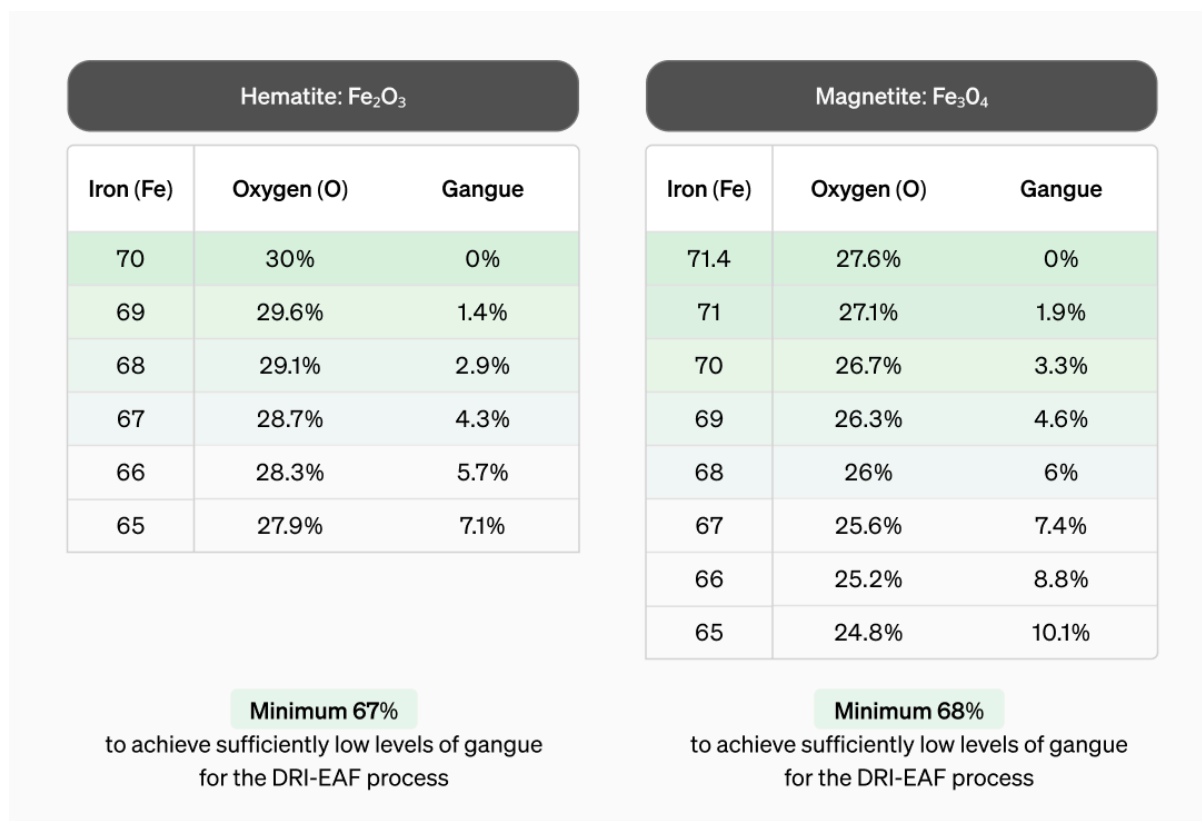 Hematite: Fe₂O₃
Iron (Fe) Oxygen (O) Gangue
70 30% 0%
69 29.6% 1.4%
68 29.1% 2.9%
67 28.7% 4.3%
66 28.3% 5.7%
65 27.9% 7.1%
Minimum 67%
to achieve sufficiently low levels of gangue
for the DRI-EAF process
Magnetite: Fe₃0₄
Iron (Fe) Oxygen (O) Gangue
71.4 27.6% 0%
71 27.1% 1.9%
70 26.7% 3.3%
69 26.3% 4.6%
68 26% 6%
67 25.6% 7.4%
66 25.2% 8.8%
65 24.8% 10.1%
Minimum 68%
to achieve sufficiently low levels of gangue
for the DRI-EAF process